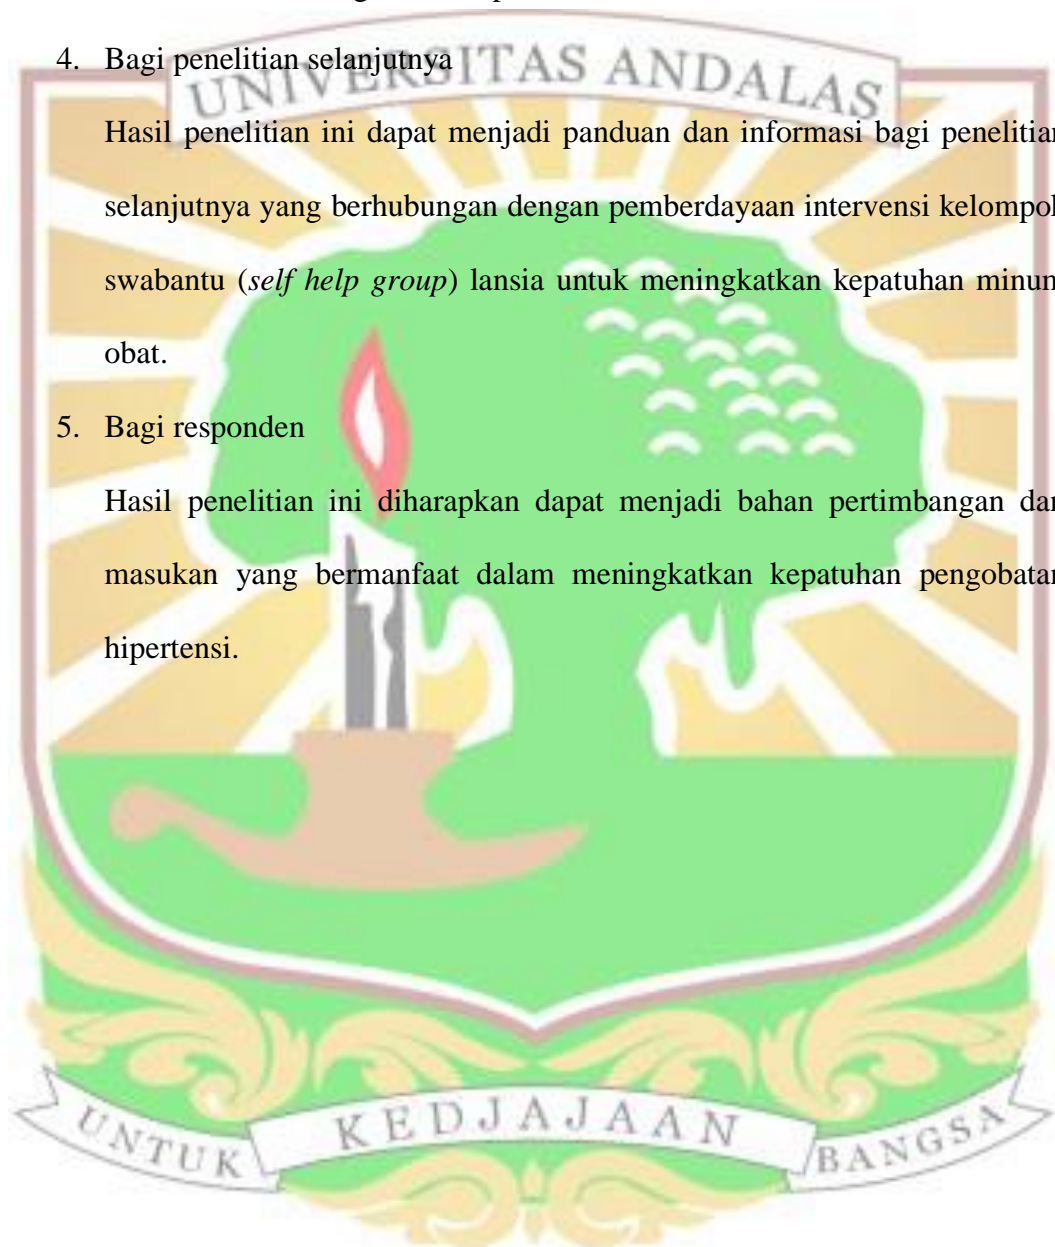 4. Bagi penelitian selanjutnya
UNIVERSITAS ANDALAS
Hasil penelitian ini dapat menjadi panduan dan informasi bagi penelitian
selanjutnya yang berhubungan dengan pemberdayaan intervensi kelompok
swabantu (self help group) lansia untuk meningkatkan kepatuhan minum
obat.
5. Bagi responden
Hasil penelitian ini diharapkan dapat menjadi bahan pertimbangan dan
masukan yang bermanfaat dalam meningkatkan kepatuhan pengobatan
hipertensi.
UNTUK KEDJAJAAN BANGSA